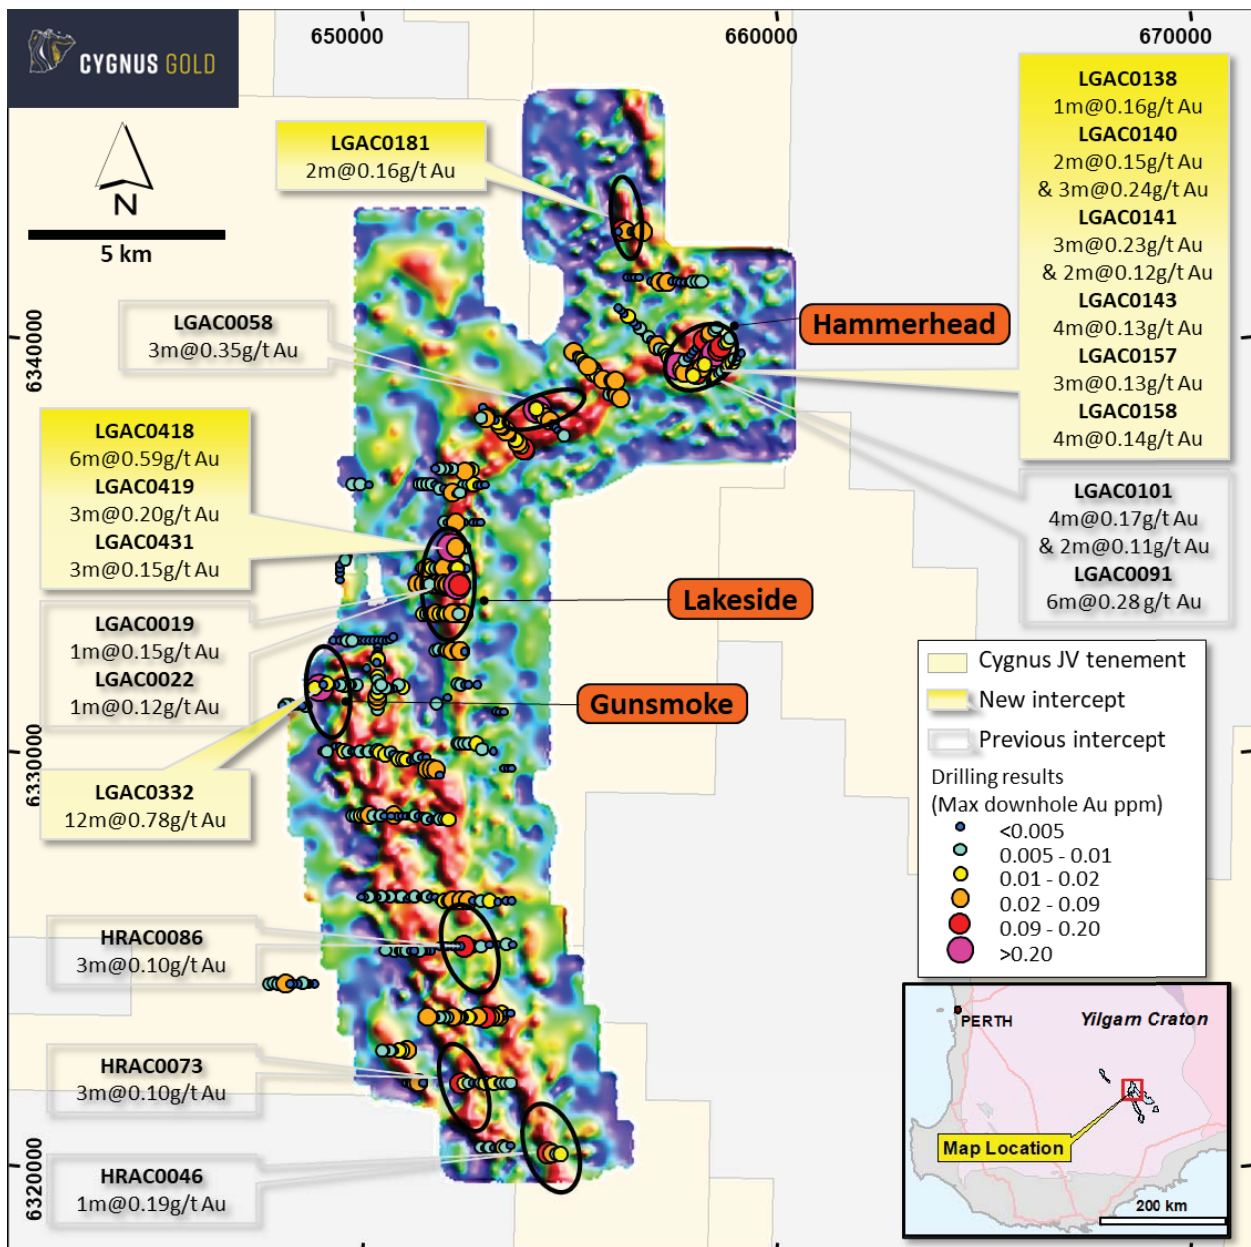 CYGNUS GOLD
650000
660000
670000
N
5 km
6340000
6330000
6320000
LGAC0181
2m@0.16g/t Au
LGAC0138
1m@0.16g/t Au
LGAC0140
2m@0.15g/t Au
& 3m@0.24g/t Au
LGAC0141
3m@0.23g/t Au
& 2m@0.12g/t Au
LGAC0143
4m@0.13g/t Au
LGAC0157
3m@0.13g/t Au
LGAC0158
4m@0.14g/t Au
LGAC0058
3m@0.35g/t Au
Hammerhead
LGAC0418
6m@0.59g/t Au
LGAC0419
3m@0.20g/t Au
LGAC0431
3m@0.15g/t Au
LGAC0101
4m@0.17g/t Au
& 2m@0.11g/t Au
LGAC0091
6m@0.28 g/t Au
Lakeside
LGAC0019
1m@0.15g/t Au
LGAC0022
1m@0.12g/t Au
Gunsmoke
LGAC0332
12m@0.78g/t Au
HRAC0086
3m@0.10g/t Au
HRAC0073
3m@0.10g/t Au
HRAC0046
1m@0.19g/t Au
Cygnus JV tenement
New intercept
Previous intercept
Drilling results
(Max downhole Au ppm)
<0.005
0.005 - 0.01
0.01 - 0.02
0.02 - 0.09
0.09 - 0.20
>0.20
PERTH
Yilgarn Craton
Map Location
200 km